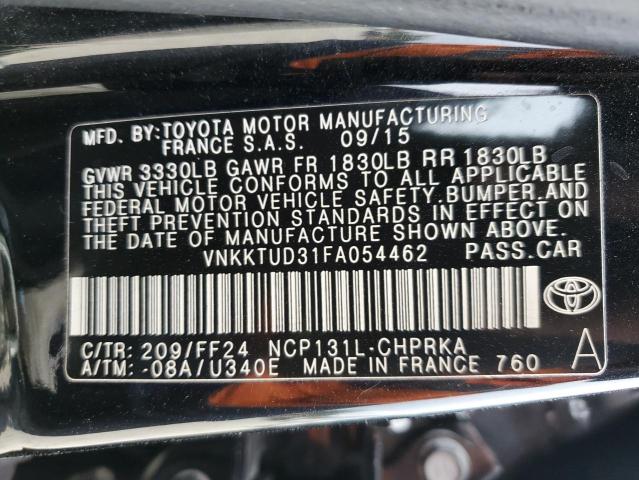 MFD. BY: TOYOTA MOTOR MANUFACTURING
FRANCE S.A.S. 09/15
GVWR 3330LB GAWR FR 1830LB RR 1830LB
THIS VEHICLE CONFORMS TO ALL APPLICABLE
FEDERAL MOTOR VEHICLE SAFETY, BUMPER, AND
THEFT PREVENTION STANDARDS IN EFFECT ON
THE DATE OF MANUFACTURE SHOWN ABOVE.
VNKKTUD31FA054462 PASS.CAR
C/TR: 209/FF24 NCP131L-CHPRKA
A/TM: -08A/U340E MADE IN FRANCE 760
A